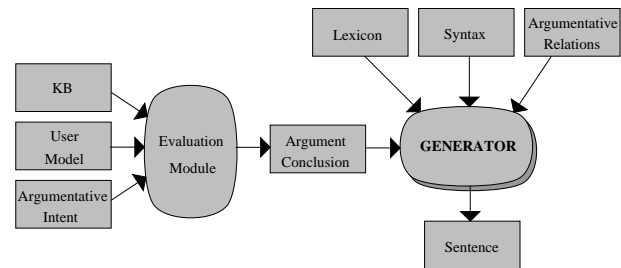 Lexicon
Syntax
Argumentative
Relations
KB
User
Model
Argumentative
Intent
Evaluation
Module
Argument
Conclusion
GENERATOR
Sentence